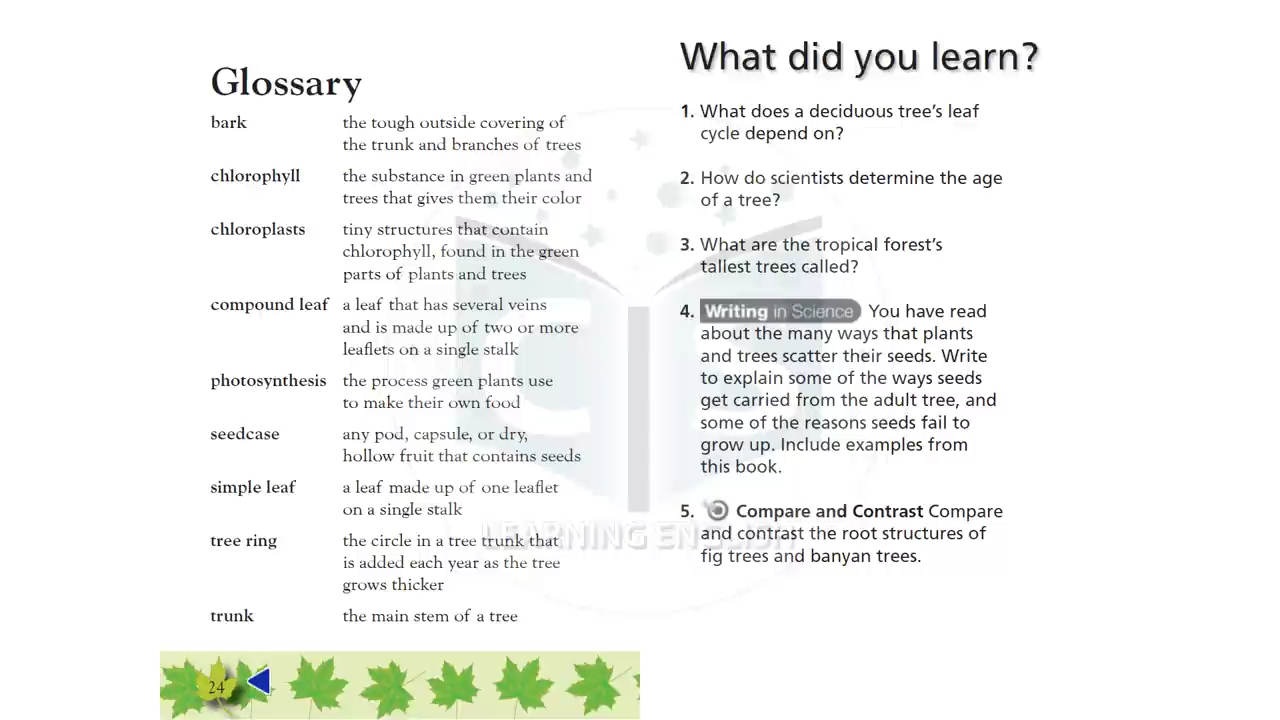 Glossary
bark the tough outside covering of
the trunk and branches of trees
chlorophyll the substance in green plants and
trees that gives them their color
chloroplasts tiny structures that contain
chlorophyll, found in the green
parts of plants and trees
compound leaf a leaf that has several veins
and is made up of two or more
leaflets on a single stalk
photosynthesis the process green plants use
to make their own food
seedcase any pod, capsule, or dry,
hollow fruit that contains seeds
simple leaf a leaf made up of one leaflet
on a single stalk
tree ring the circle in a tree trunk that
is added each year as the tree
grows thicker
trunk the main stem of a tree
24
What did you learn?
1. What does a deciduous tree's leaf
cycle depend on?
2. How do scientists determine the age
of a tree?
3. What are the tropical forest's
tallest trees called?
4. Writing in Science You have read
about the many ways that plants
and trees scatter their seeds. Write
to explain some of the ways seeds
get carried from the adult tree, and
some of the reasons seeds fail to
grow up. Include examples from
this book.
5. Compare and Contrast Compare
and contrast the root structures of
fig trees and banyan trees.
LEARNING ENGLISH